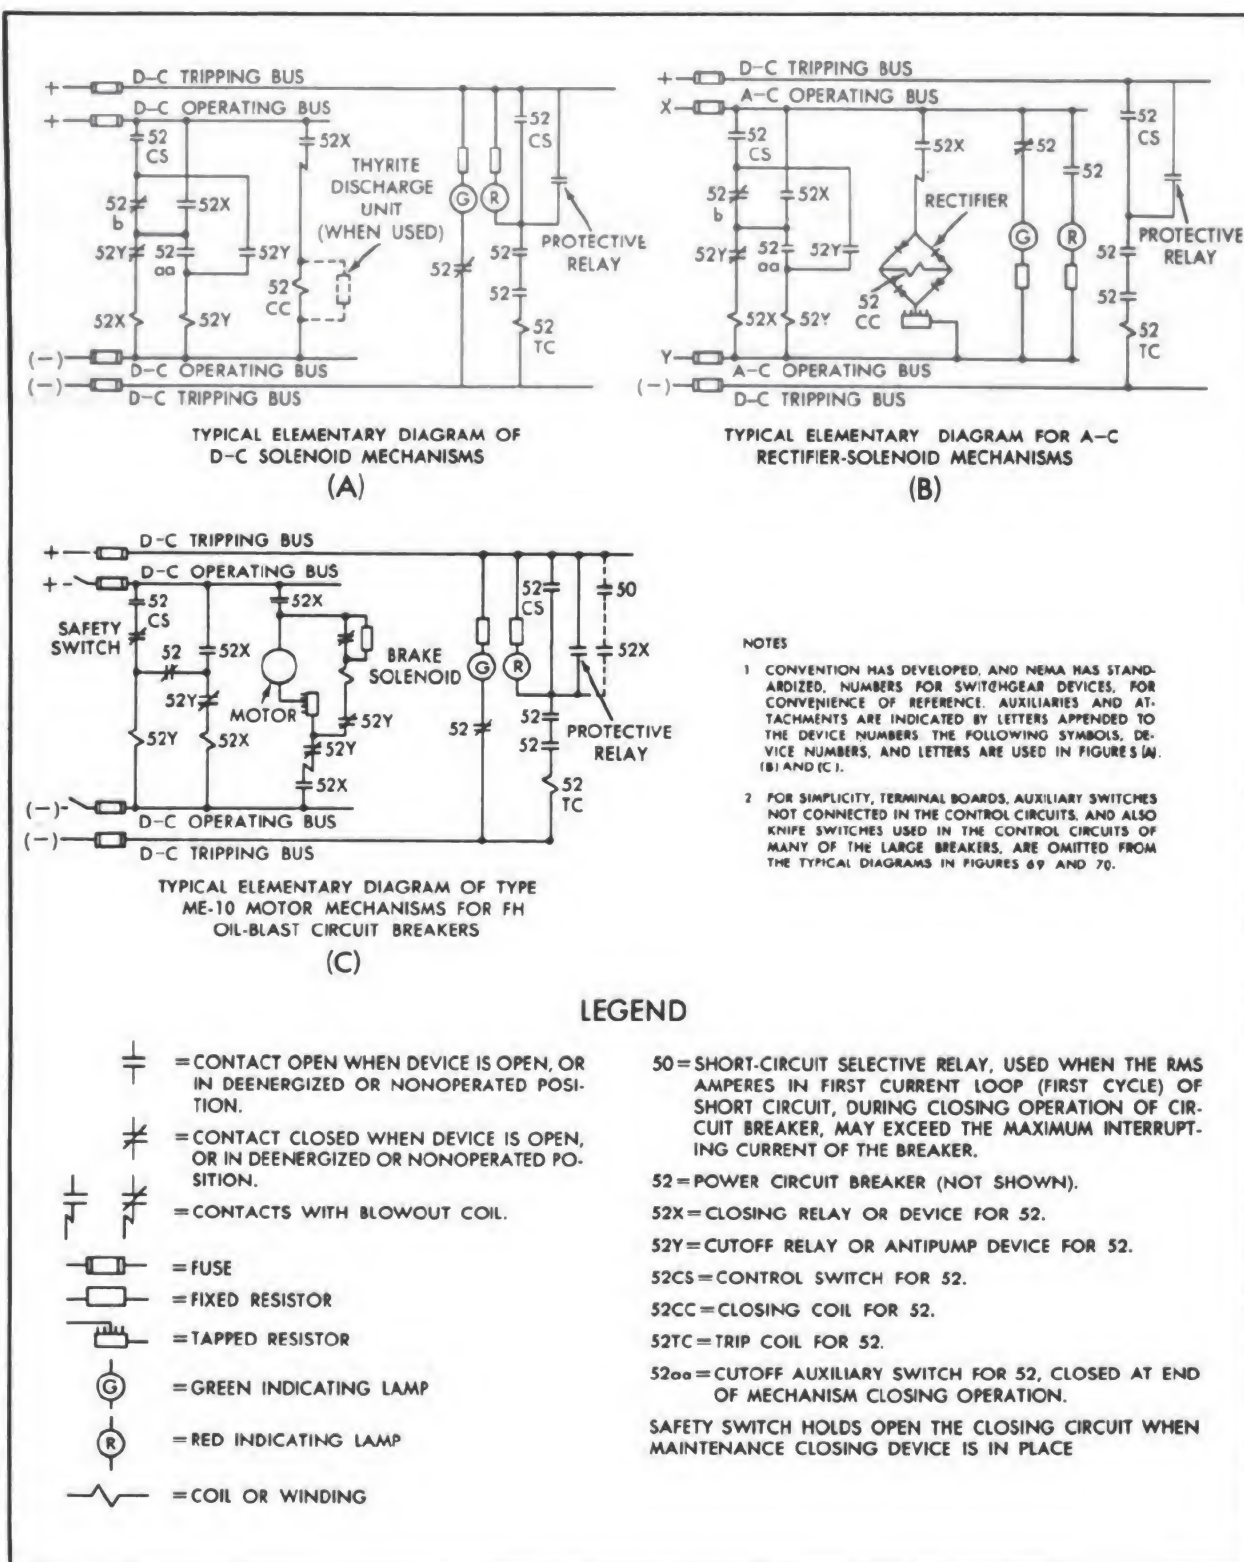 + D-C TRIPPING BUS
+ D-C OPERATING BUS
52
CS
52X
THYRITE
DISCHARGE
UNIT
(WHEN USED)
52
CS
52
b
52X
G
R
PROTECTIVE
RELAY
52Y
52
aa
52Y
52
52
CC
52
52
52X
52Y
52
TC
(-) D-C OPERATING BUS
(-) D-C TRIPPING BUS
TYPICAL ELEMENTARY DIAGRAM OF
D-C SOLENOID MECHANISMS
(A)
+ D-C TRIPPING BUS
X A-C OPERATING BUS
52
CS
52X
52
52
52
CS
52
b
52X
RECTIFIER
G
R
PROTECTIVE
RELAY
52Y
52
aa
52Y
52
CC
52
52
52X
52Y
52
TC
Y A-C OPERATING BUS
(-) D-C TRIPPING BUS
TYPICAL ELEMENTARY DIAGRAM FOR A-C
RECTIFIER-SOLENOID MECHANISMS
(B)
+ D-C TRIPPING BUS
+ D-C OPERATING BUS
52
CS
52X
52
CS
50
SAFETY
SWITCH
52
52X
BRAKE
SOLENOID
G
R
52X
52Y
MOTOR
52Y
52
52
PROTECTIVE
RELAY
52Y
52X
52Y
52
52X
52
TC
(-) D-C OPERATING BUS
(-) D-C TRIPPING BUS
TYPICAL ELEMENTARY DIAGRAM OF TYPE
ME-10 MOTOR MECHANISMS FOR FH
OIL-BLAST CIRCUIT BREAKERS
(C)
NOTES
1 CONVENTION HAS DEVELOPED, AND NEMA HAS STAND-
ARDIZED, NUMBERS FOR SWITCHGEAR DEVICES, FOR
CONVENIENCE OF REFERENCE. AUXILIARIES AND AT-
TACHMENTS ARE INDICATED BY LETTERS APPENDED TO
THE DEVICE NUMBERS. THE FOLLOWING SYMBOLS, DE-
VICE NUMBERS, AND LETTERS ARE USED IN FIGURES (A),
(B) AND (C).
2 FOR SIMPLICITY, TERMINAL BOARDS, AUXILIARY SWITCHES
NOT CONNECTED IN THE CONTROL CIRCUITS, AND ALSO
KNIFE SWITCHES USED IN THE CONTROL CIRCUITS OF
MANY OF THE LARGE BREAKERS, ARE OMITTED FROM
THE TYPICAL DIAGRAMS IN FIGURES 69 AND 70.
LEGEND
=CONTACT OPEN WHEN DEVICE IS OPEN, OR
IN DEENERGIZED OR NONOPERATED POSI-
TION.
=CONTACT CLOSED WHEN DEVICE IS OPEN,
OR IN DEENERGIZED OR NONOPERATED PO-
SITION.
=CONTACTS WITH BLOWOUT COIL.
=FUSE
=FIXED RESISTOR
=TAPPED RESISTOR
G =GREEN INDICATING LAMP
R =RED INDICATING LAMP
=COIL OR WINDING
50=SHORT-CIRCUIT SELECTIVE RELAY, USED WHEN THE RMS
AMPERES IN FIRST CURRENT LOOP (FIRST CYCLE) OF
SHORT CIRCUIT, DURING CLOSING OPERATION OF CIR-
CUIT BREAKER, MAY EXCEED THE MAXIMUM INTERRUPT-
ING CURRENT OF THE BREAKER.
52=POWER CIRCUIT BREAKER (NOT SHOWN).
52X=CLOSING RELAY OR DEVICE FOR 52.
52Y=CUTOFF RELAY OR ANTIPUMP DEVICE FOR 52.
52CS=CONTROL SWITCH FOR 52.
52CC=CLOSING COIL FOR 52.
52TC=TRIP COIL FOR 52.
52aa=CUTOFF AUXILIARY SWITCH FOR 52, CLOSED AT END
OF MECHANISM CLOSING OPERATION.
SAFETY SWITCH HOLDS OPEN THE CLOSING CIRCUIT WHEN
MAINTENANCE CLOSING DEVICE IS IN PLACE